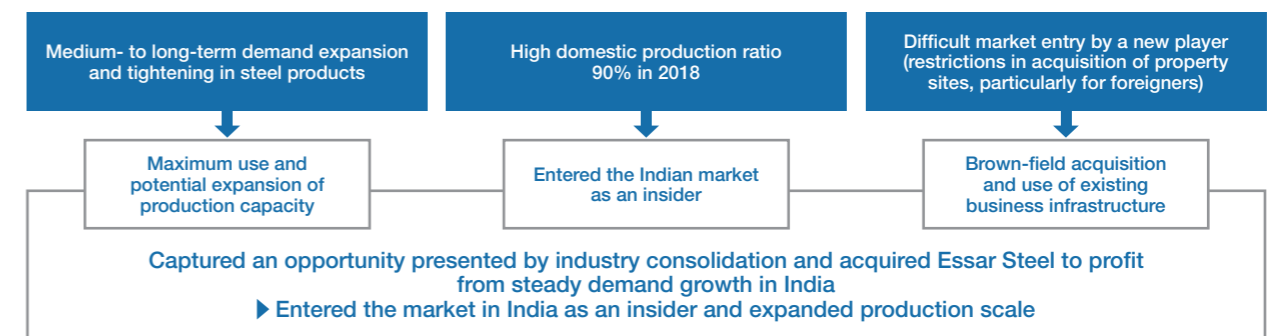 Medium- to long-term demand expansion
and tightening in steel products
High domestic production ratio
90% in 2018
Difficult market entry by a new player
(restrictions in acquisition of property
sites, particularly for foreigners)
Maximum use and
potential expansion of
production capacity
Entered the Indian market
as an insider
Brown-field acquisition
and use of existing
business infrastructure
Captured an opportunity presented by industry consolidation and acquired Essar Steel to profit
from steady demand growth in India
▶ Entered the market in India as an insider and expanded production scale